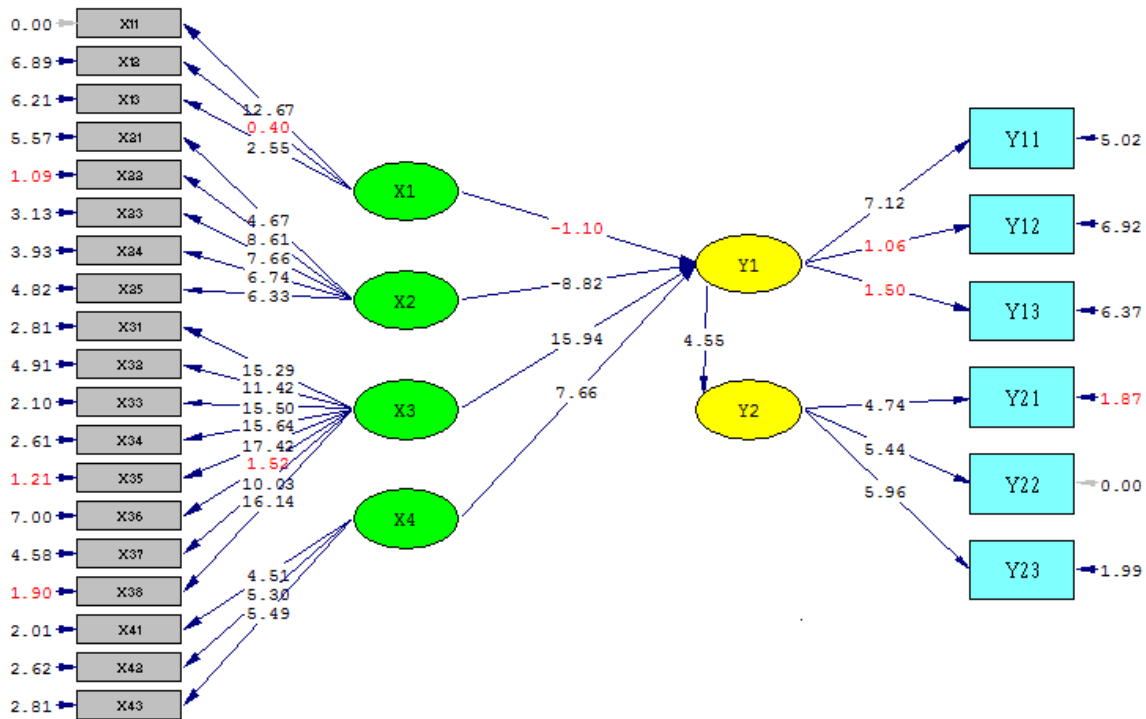 0.00 X11
6.89 X12
6.21 X13
5.57 X21
1.09 X22
3.13 X23
3.93 X24
4.82 X25
2.81 X31
4.91 X32
2.10 X33
2.61 X34
1.21 X35
7.00 X36
4.58 X37
1.90 X38
2.01 X41
2.62 X42
2.81 X43
12.67
0.40
2.55
4.67
8.61
7.66
6.74
6.33
15.29
11.42
15.50
15.64
17.42
1.52
10.03
16.14
4.51
5.30
5.49
X1
X2
X3
X4
-1.10
-8.82
15.94
7.66
Y1
4.55
Y2
7.12
1.06
1.50
4.74
5.44
5.96
Y11 5.02
Y12 6.92
Y13 6.37
Y21 1.87
Y22 0.00
Y23 1.99